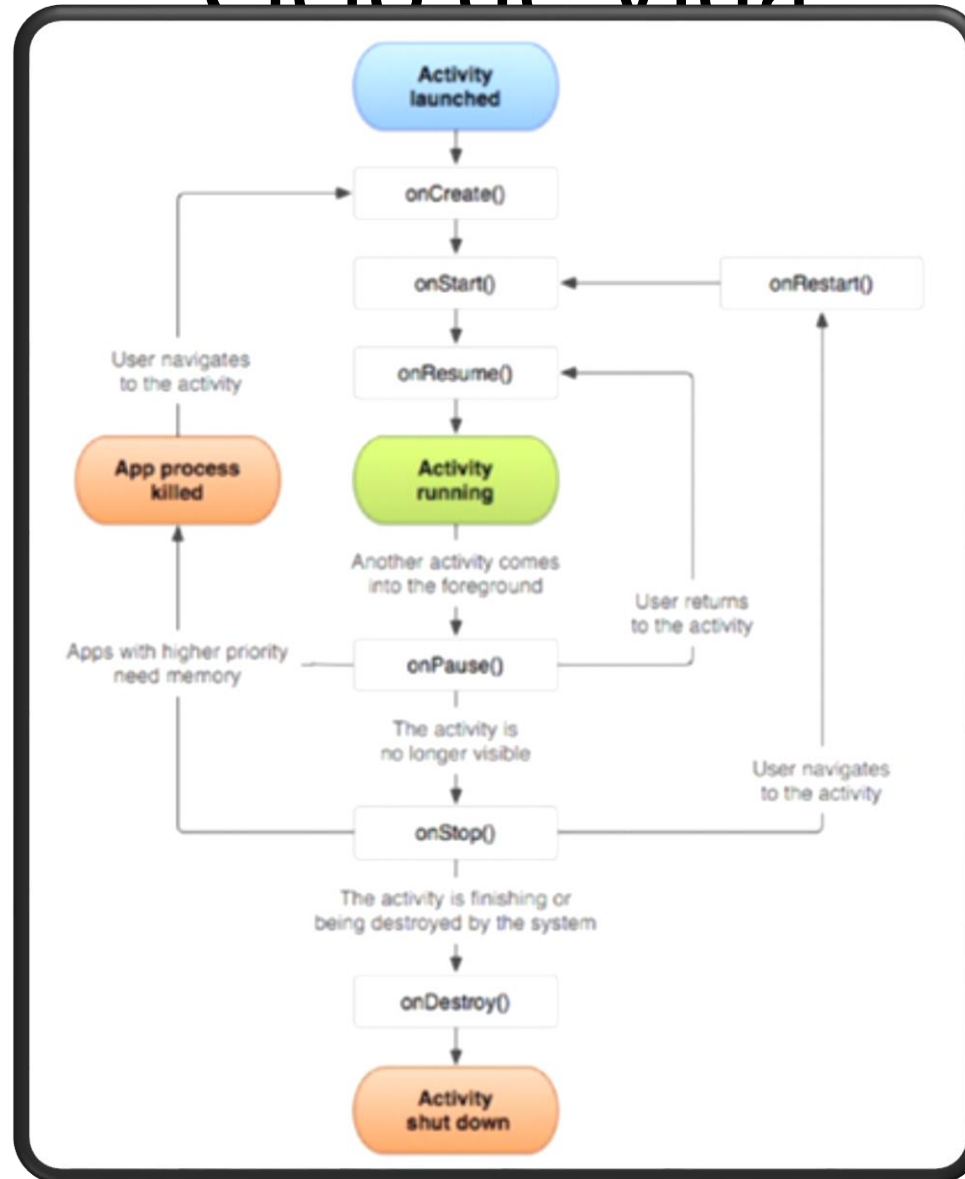 Activity
launched
onCreate()
onStart()
onRestart()
onResume()
User navigates
to the activity
App process
killed
Activity
running
Another activity comes
into the foreground
User returns
to the activity
Apps with higher priority
need memory
onPause()
The activity is
no longer visible
User navigates
to the activity
onStop()
The activity is finishing or
being destroyed by the system
onDestroy()
Activity
shut down